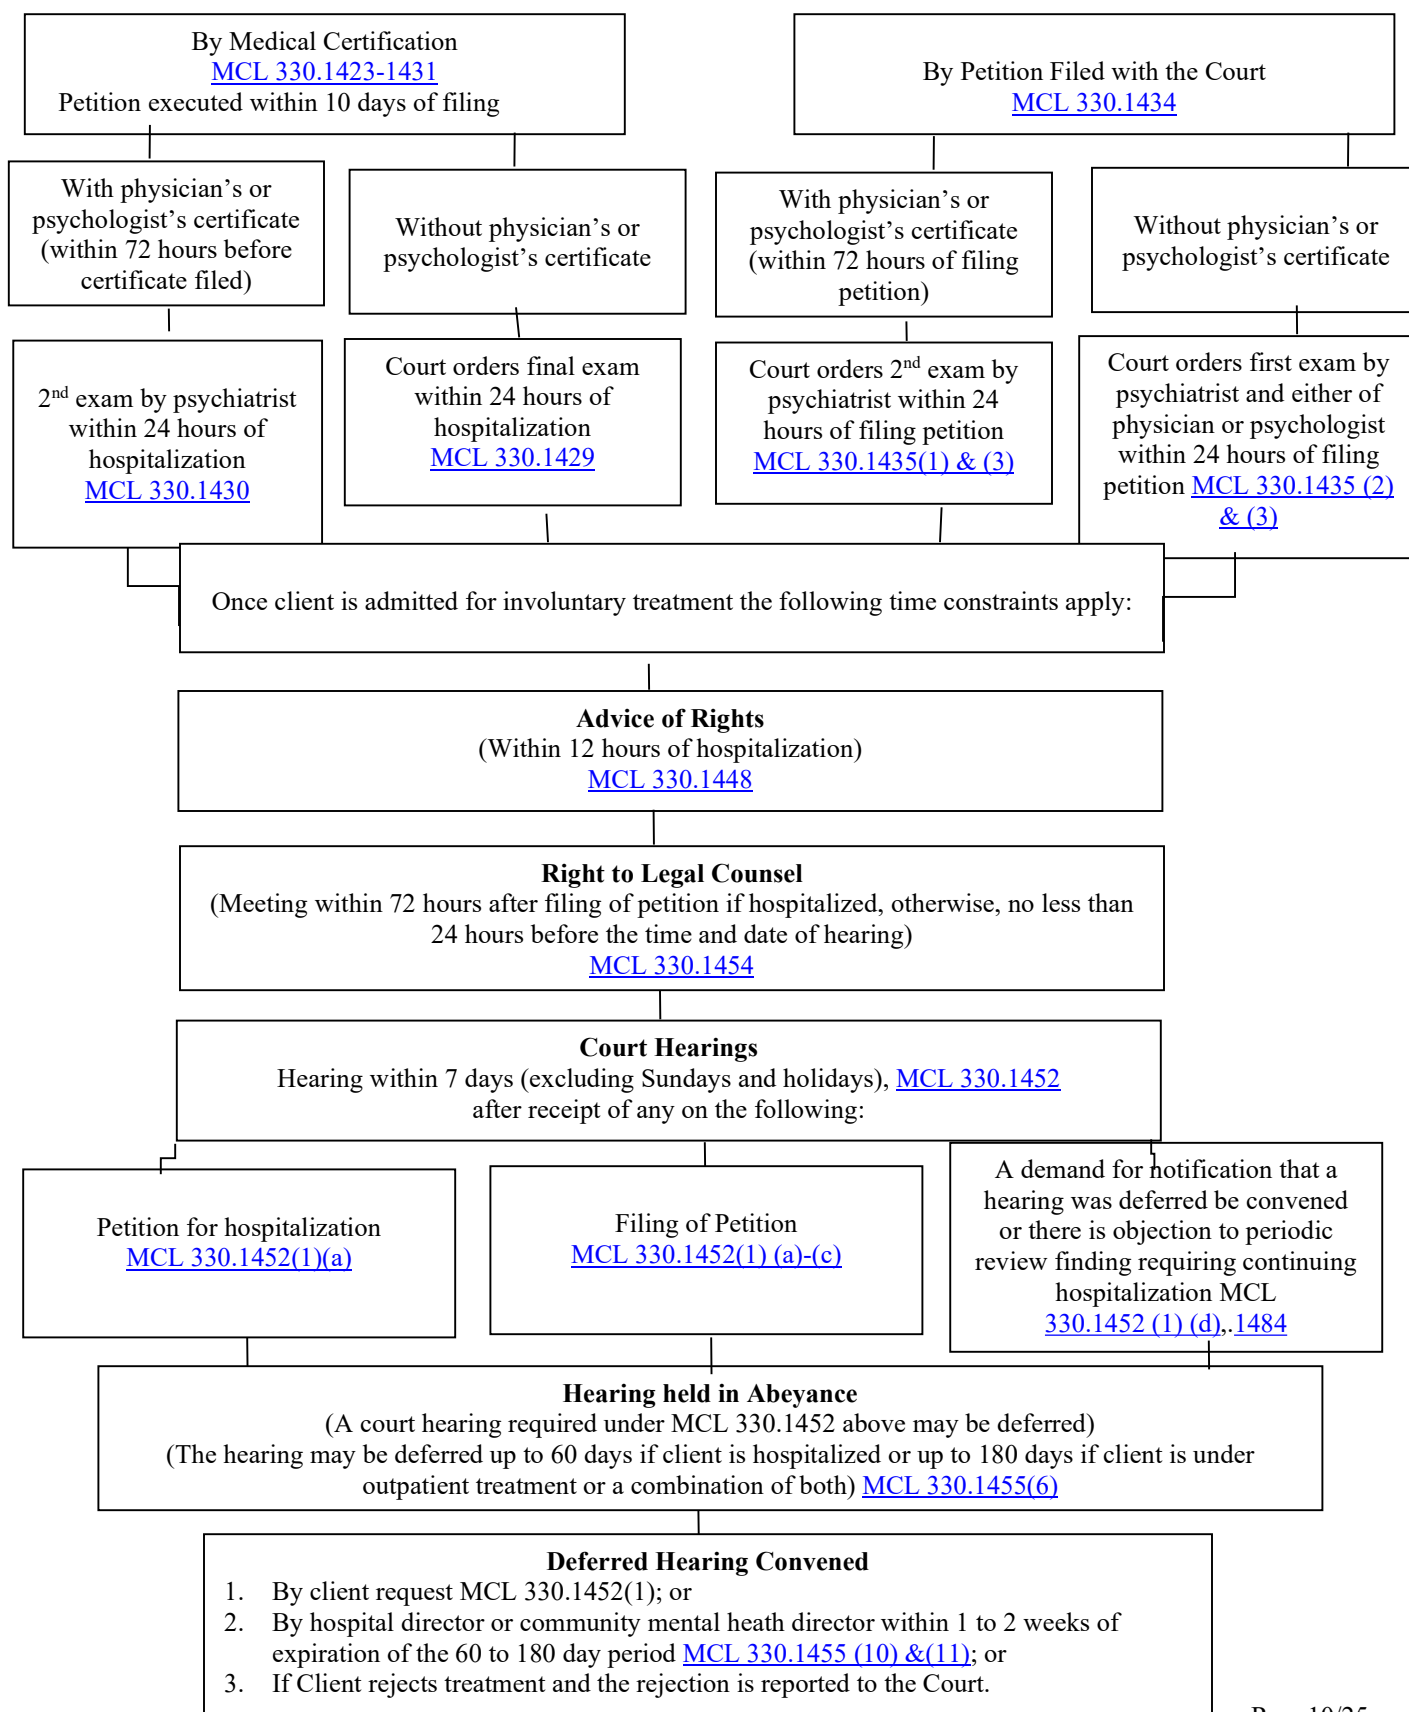 By Medical Certification
MCL 330.1423-1431
Petition executed within 10 days of filing
By Petition Filed with the Court
MCL 330.1434
With physician’s or
psychologist’s certificate
(within 72 hours before
certificate filed)
Without physician’s or
psychologist’s certificate
With physician’s or
psychologist’s certificate
(within 72 hours of filing
petition)
Without physician’s or
psychologist’s certificate
2nd exam by psychiatrist
within 24 hours of
hospitalization
MCL 330.1430
Court orders final exam
within 24 hours of
hospitalization
MCL 330.1429
Court orders 2nd exam by
psychiatrist within 24
hours of filing petition
MCL 330.1435(1) & (3)
Court orders first exam by
psychiatrist and either of
physician or psychologist
within 24 hours of filing
petition MCL 330.1435 (2)
& (3)
Once client is admitted for involuntary treatment the following time constraints apply:
Advice of Rights
(Within 12 hours of hospitalization)
MCL 330.1448
Right to Legal Counsel
(Meeting within 72 hours after filing of petition if hospitalized, otherwise, no less than
24 hours before the time and date of hearing)
MCL 330.1454
Court Hearings
Hearing within 7 days (excluding Sundays and holidays), MCL 330.1452
after receipt of any on the following:
Petition for hospitalization
MCL 330.1452(1)(a)
Filing of Petition
MCL 330.1452(1) (a)-(c)
A demand for notification that a
hearing was deferred be convened
or there is objection to periodic
review finding requiring continuing
hospitalization MCL
330.1452 (1) (d),.1484
Hearing held in Abeyance
(A court hearing required under MCL 330.1452 above may be deferred)
(The hearing may be deferred up to 60 days if client is hospitalized or up to 180 days if client is under
outpatient treatment or a combination of both) MCL 330.1455(6)
Deferred Hearing Convened
1. By client request MCL 330.1452(1); or
2. By hospital director or community mental heath director within 1 to 2 weeks of
expiration of the 60 to 180 day period MCL 330.1455 (10) &(11); or
3. If Client rejects treatment and the rejection is reported to the Court.